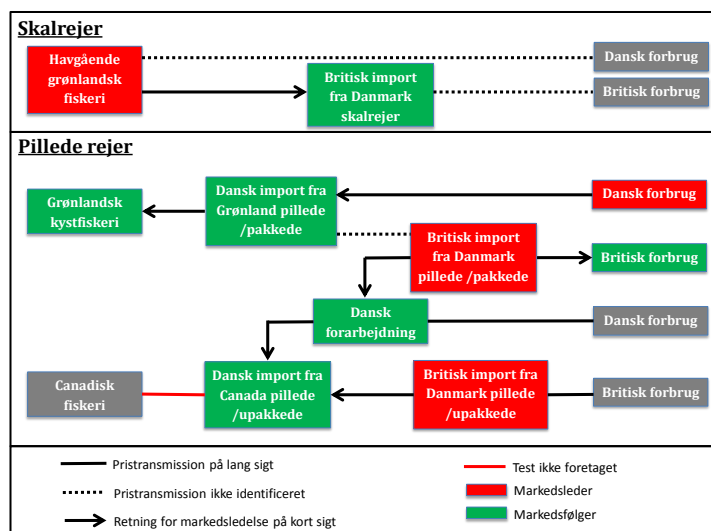 Skalrejer
Havgående
grønlandsk
fiskeri
Dansk forbrug
Britisk import
fra Danmark
skalrejer
Britisk forbrug
Pillede rejer
Grønlandsk
kystfiskeri
Dansk import fra
Grønland pillede
/pakkede
Dansk forbrug
Britisk import
fra Danmark
pillede /pakkede
Britisk forbrug
Dansk
forarbejdning
Dansk forbrug
Canadisk
fiskeri
Dansk import fra
Canada pillede
/upakkede
Britisk import fra
Danmark pillede
/upakkede
Britisk forbrug
Pristransmission på lang sigt
Pristransmission ikke identificeret
Retning for markedsledelse på kort sigt
Test ikke foretaget
Markedsleder
Markedsfølger